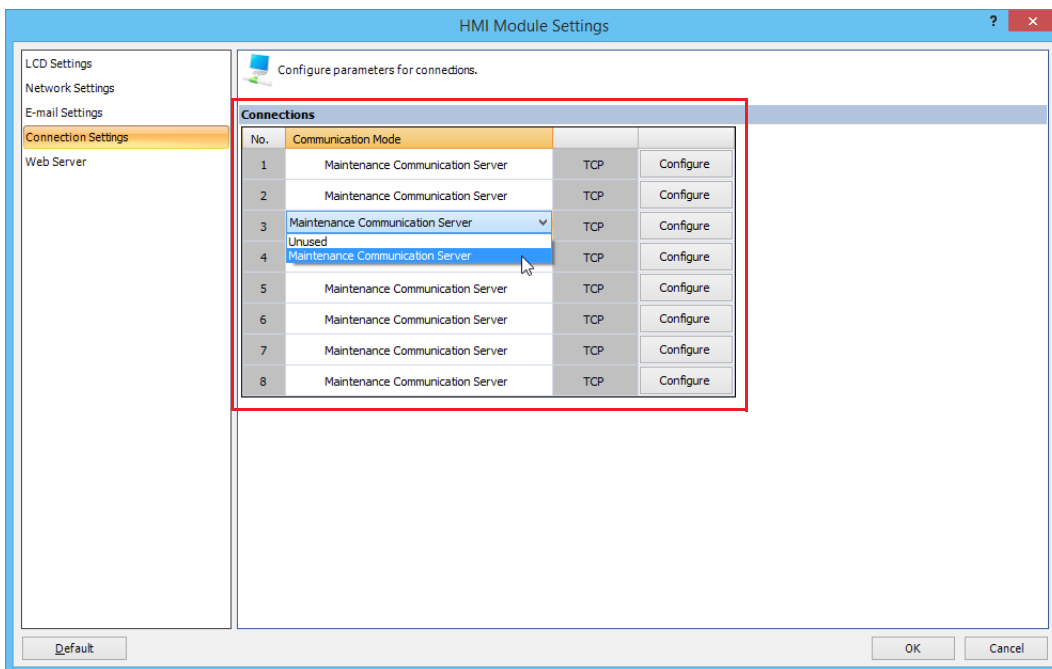 HMI Module Settings ?
LCD Settings
Network Settings
E-mail Settings
Connection Settings
Web Server
Configure parameters for connections.
Connections
No. Communication Mode
1 Maintenance Communication Server TCP Configure
2 Maintenance Communication Server TCP Configure
3 Maintenance Communication Server TCP Configure
Unused
4 Maintenance Communication Server TCP Configure
5 Maintenance Communication Server TCP Configure
6 Maintenance Communication Server TCP Configure
7 Maintenance Communication Server TCP Configure
8 Maintenance Communication Server TCP Configure
Default OK Cancel